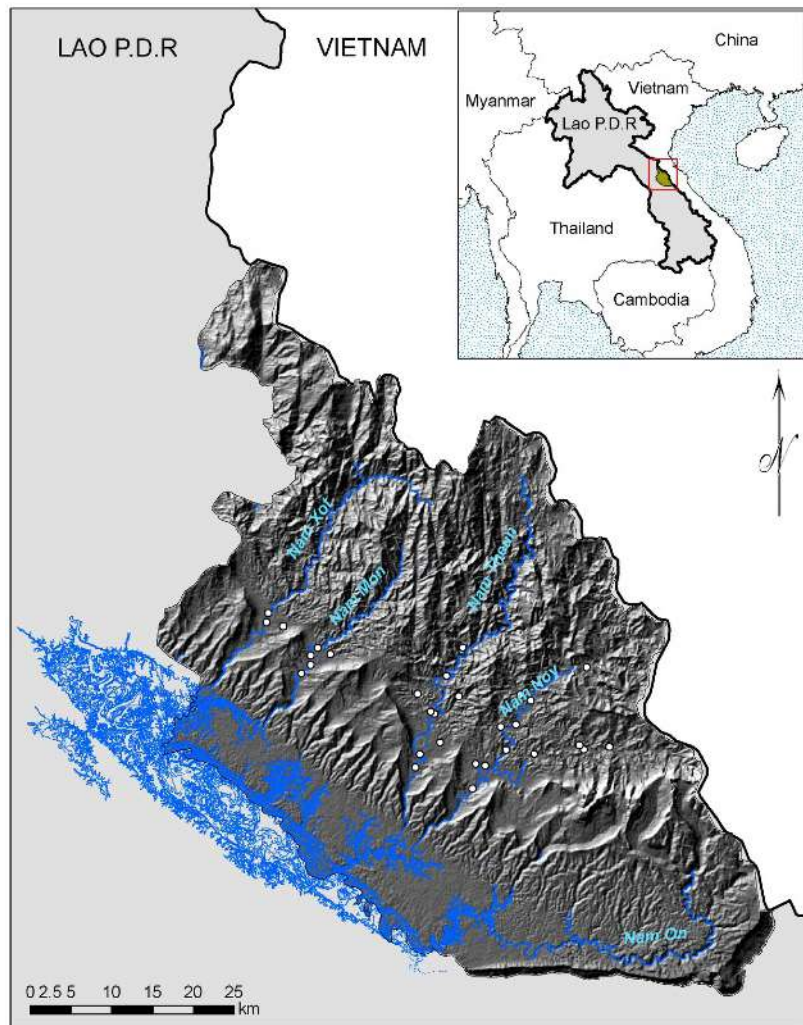 LAO P.D.R
VIETNAM
China
Myanmar
Vietnam
Lao P.D.R
Thailand
Cambodia
N
Nam Xot
Nam Mon
Nam Theun
Nam Noy
Nam On
0 2.5 5 10 15 20 25
km